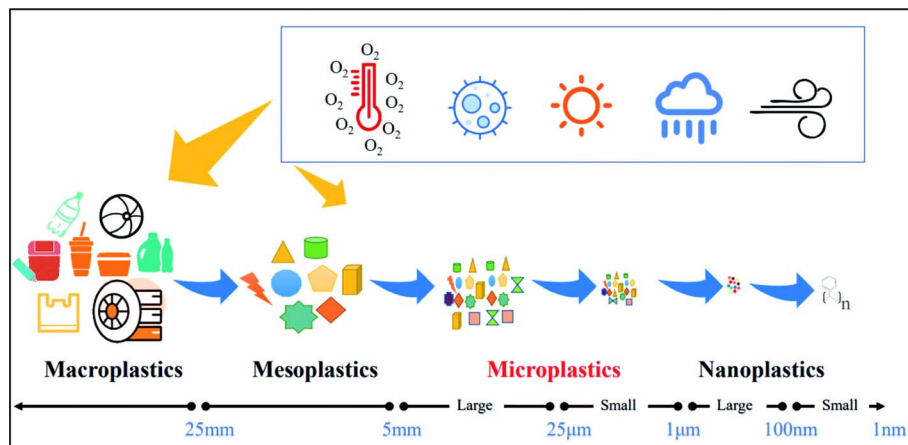 O₂
O₂ O₂
O₂ O₂
O₂ O₂
O₂ O₂
O₂
{ }n
Macroplastics Mesoplastics Microplastics Nanoplastics
Large Small Large Small
25mm 5mm 25μm 1μm 100nm 1nm